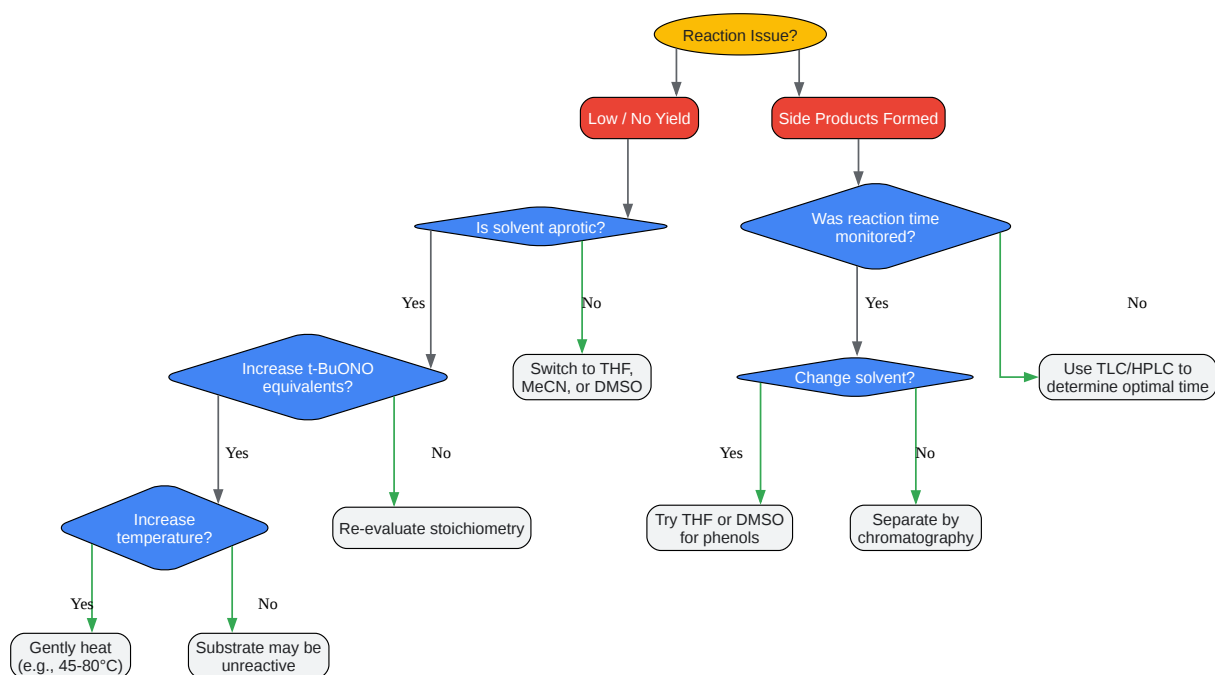 Reaction Issue?
Low / No Yield
Side Products Formed
Is solvent aprotic?
Was reaction time
monitored?
Yes
No
Yes
No
Increase t-BuONO
equivalents?
Switch to THF,
MeCN, or DMSO
Change solvent?
Use TLC/HPLC to
determine optimal time
Yes
No
Yes
No
Increase
temperature?
Re-evaluate stoichiometry
Try THF or DMSO
for phenols
Separate by
chromatography
Yes
No
Gently heat
(e.g., 45-80°C)
Substrate may be
unreactive